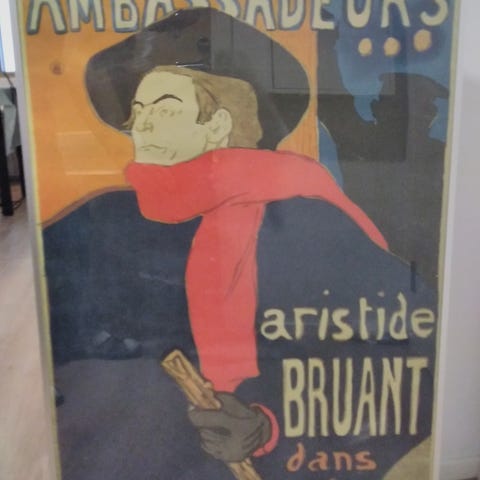 AMBASSADEURS
...
aristide
BRUANT
dans